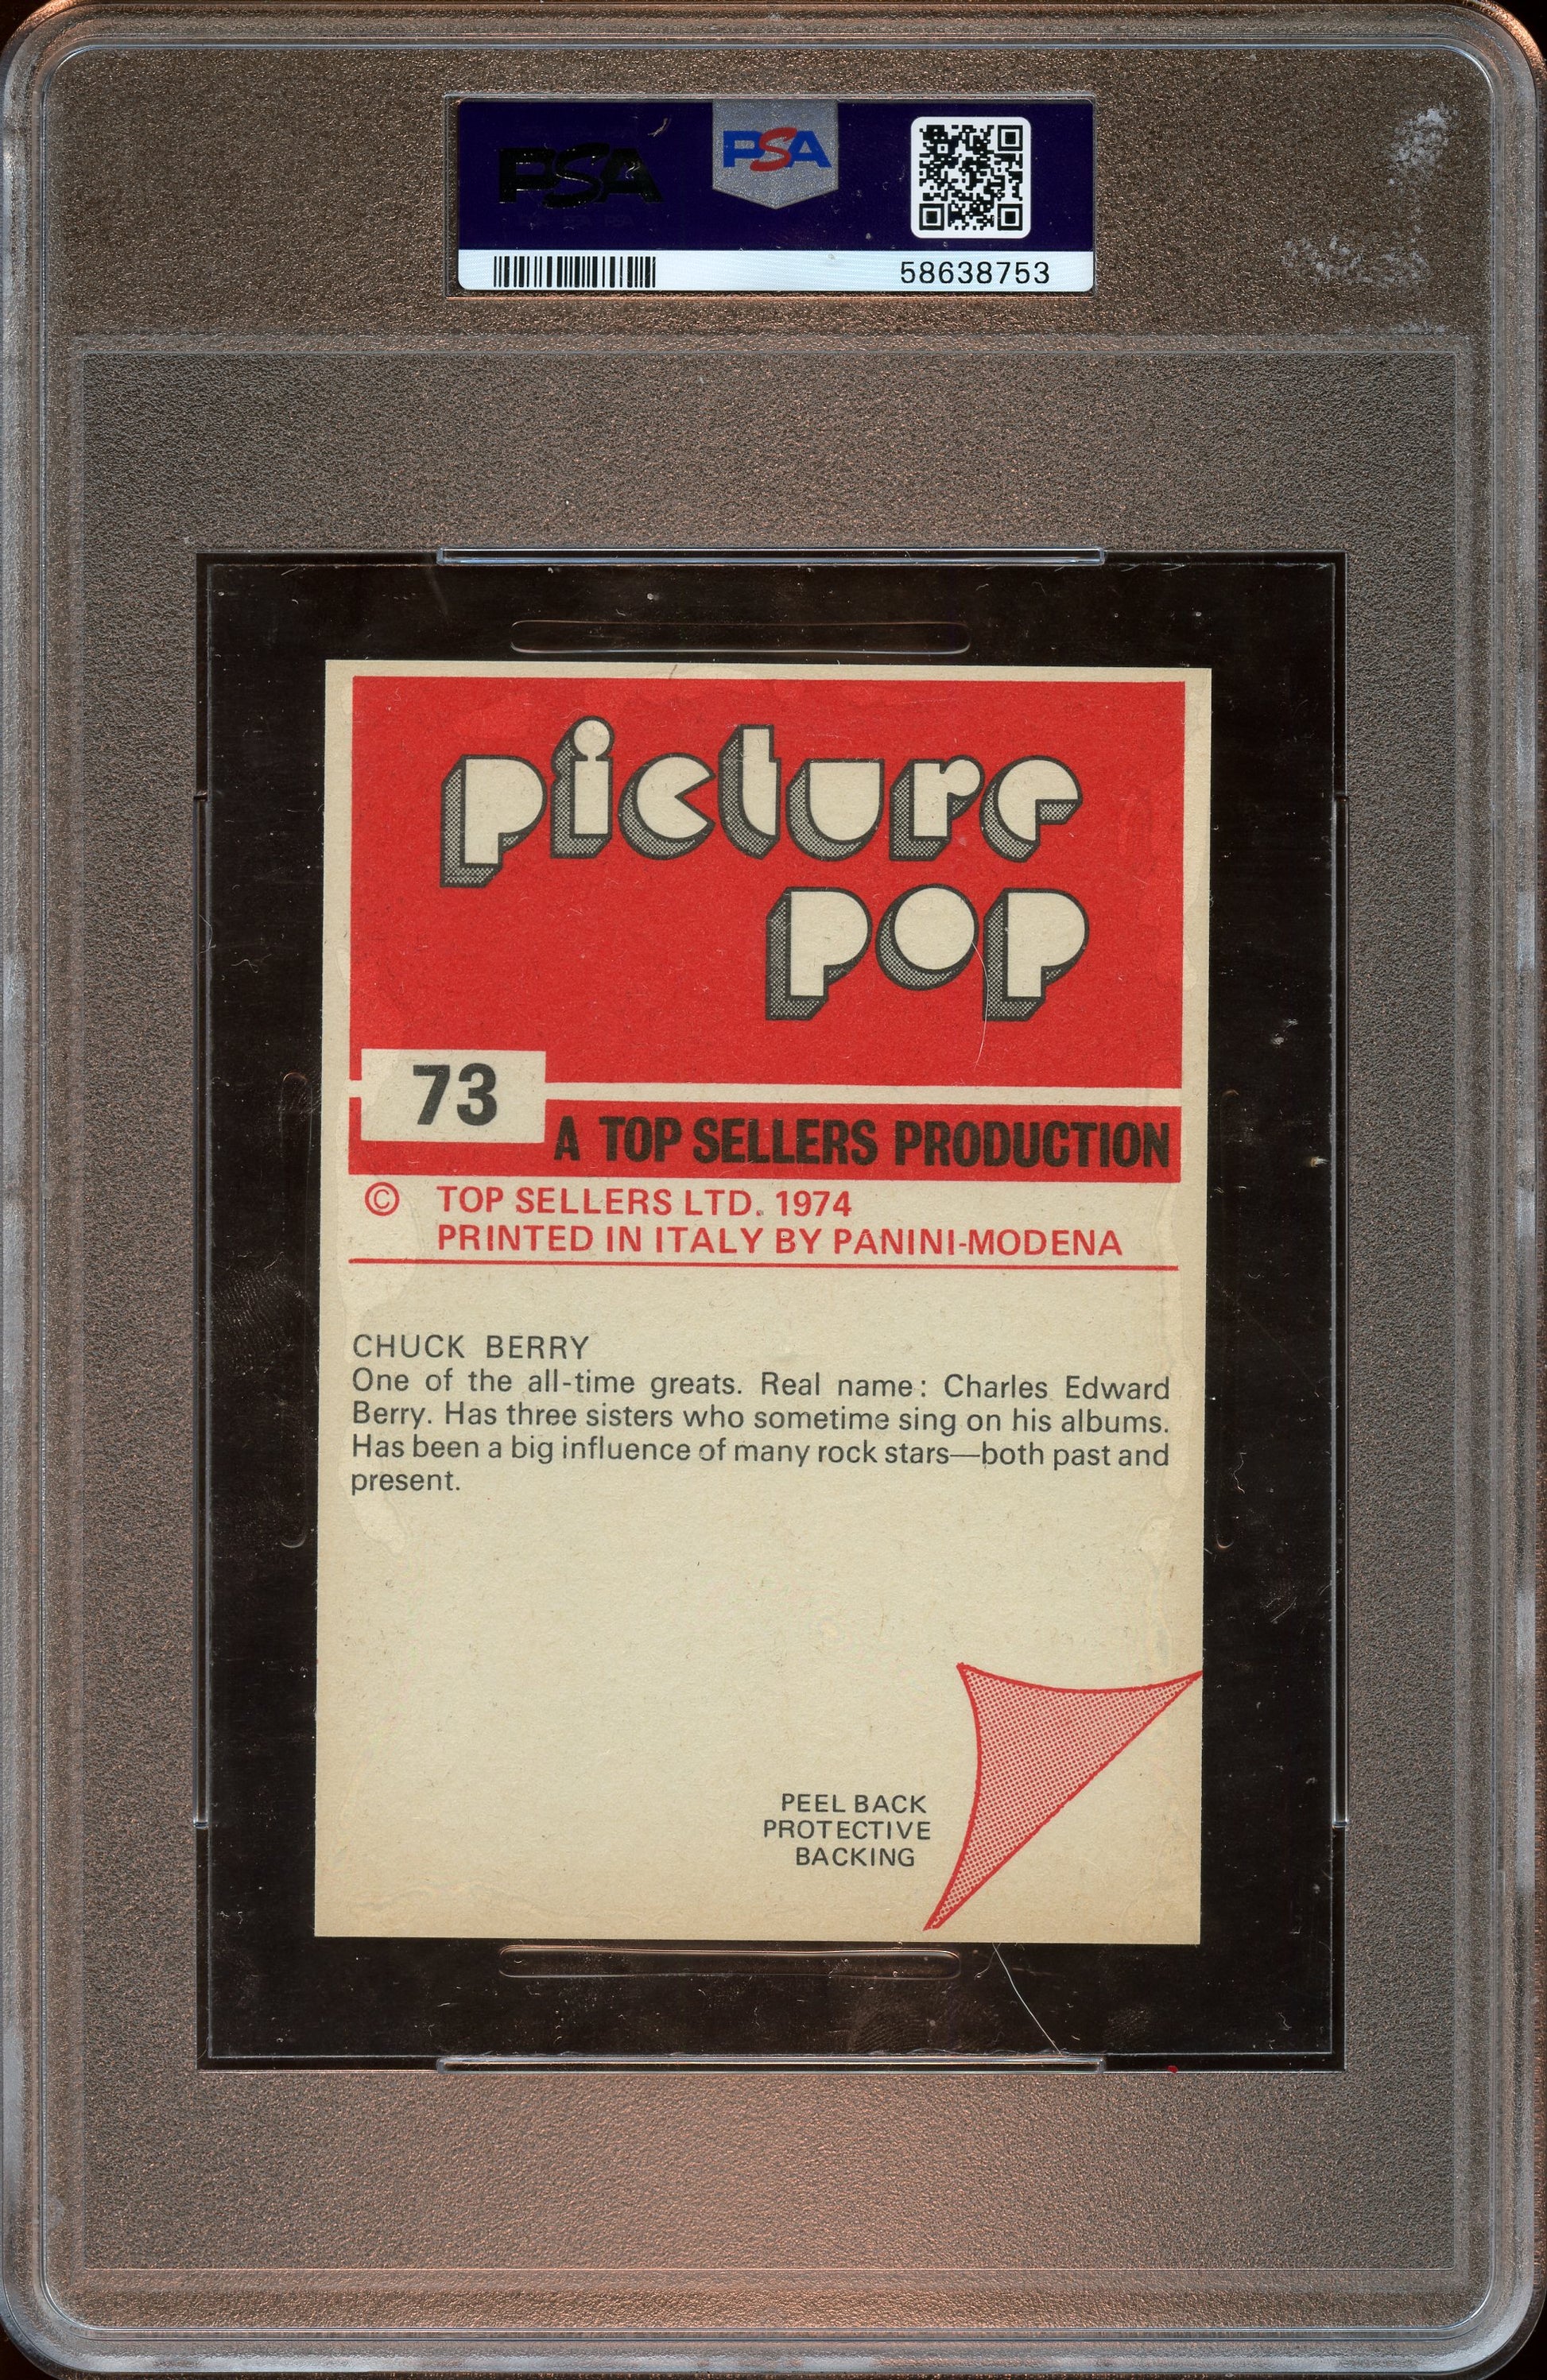 PSA
PSA
58638753
picture
pop
73
A TOP SELLERS PRODUCTION
© TOP SELLERS LTD. 1974
PRINTED IN ITALY BY PANINI-MODENA
CHUCK BERRY
One of the all-time greats. Real name: Charles Edward
Berry. Has three sisters who sometime sing on his albums.
Has been a big influence of many rock stars—both past and
present.
PEEL BACK
PROTECTIVE
BACKING